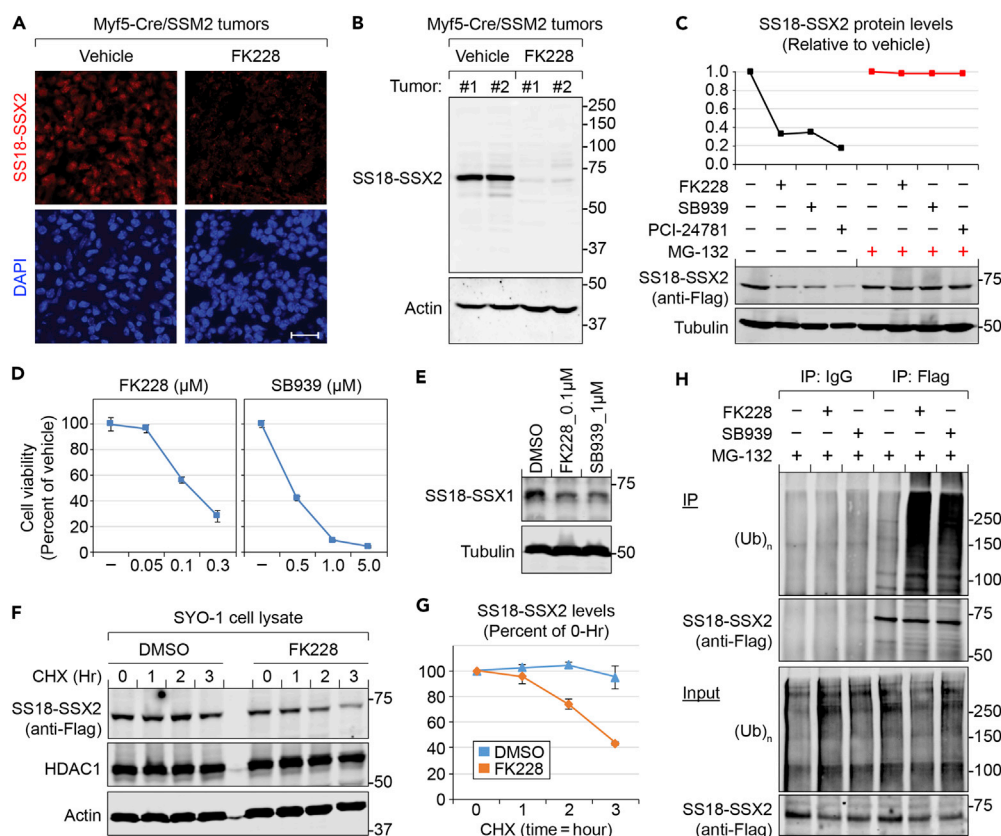 A
Myf5-Cre/SSM2 tumors
Vehicle FK228
SS18-SSX2
DAPI
B
Myf5-Cre/SSM2 tumors
Vehicle FK228
Tumor: #1 #2 #1 #2
250
150
100
75
SS18-SSX2
50
37
50
Actin
37
C
SS18-SSX2 protein levels
(Relative to vehicle)
1.0
0.8
0.6
0.4
0.2
0.0
FK228 − + − − − + − −
SB939 − − + − − − + −
PCI-24781 − − − + − − − +
MG-132 − − − − + + + +
SS18-SSX2
(anti-Flag)
75
Tubulin
50
D
FK228 (µM) SB939 (µM)
Cell viability
(Percent of vehicle)
100
80
60
40
20
0
− 0.05 0.1 0.3 − 0.5 1.0 5.0
E
DMSO
FK228_0.1µM
SB939_1µM
75
SS18-SSX1
Tubulin
50
F
SYO-1 cell lysate
DMSO FK228
CHX (Hr) 0 1 2 3 0 1 2 3
75
SS18-SSX2
(anti-Flag)
HDAC1
50
Actin
37
G
SS18-SSX2 levels
(Percent of 0-Hr)
100
80
60
40
20
0
DMSO
FK228
0 1 2 3
CHX (time = hour)
H
IP: IgG IP: Flag
FK228 − + − − + −
SB939 − − + − − +
MG-132 + + + + + +
IP
(Ub)n
250
150
100
SS18-SSX2
(anti-Flag)
75
50
Input
(Ub)n
250
150
100
SS18-SSX2
(anti-Flag)
75